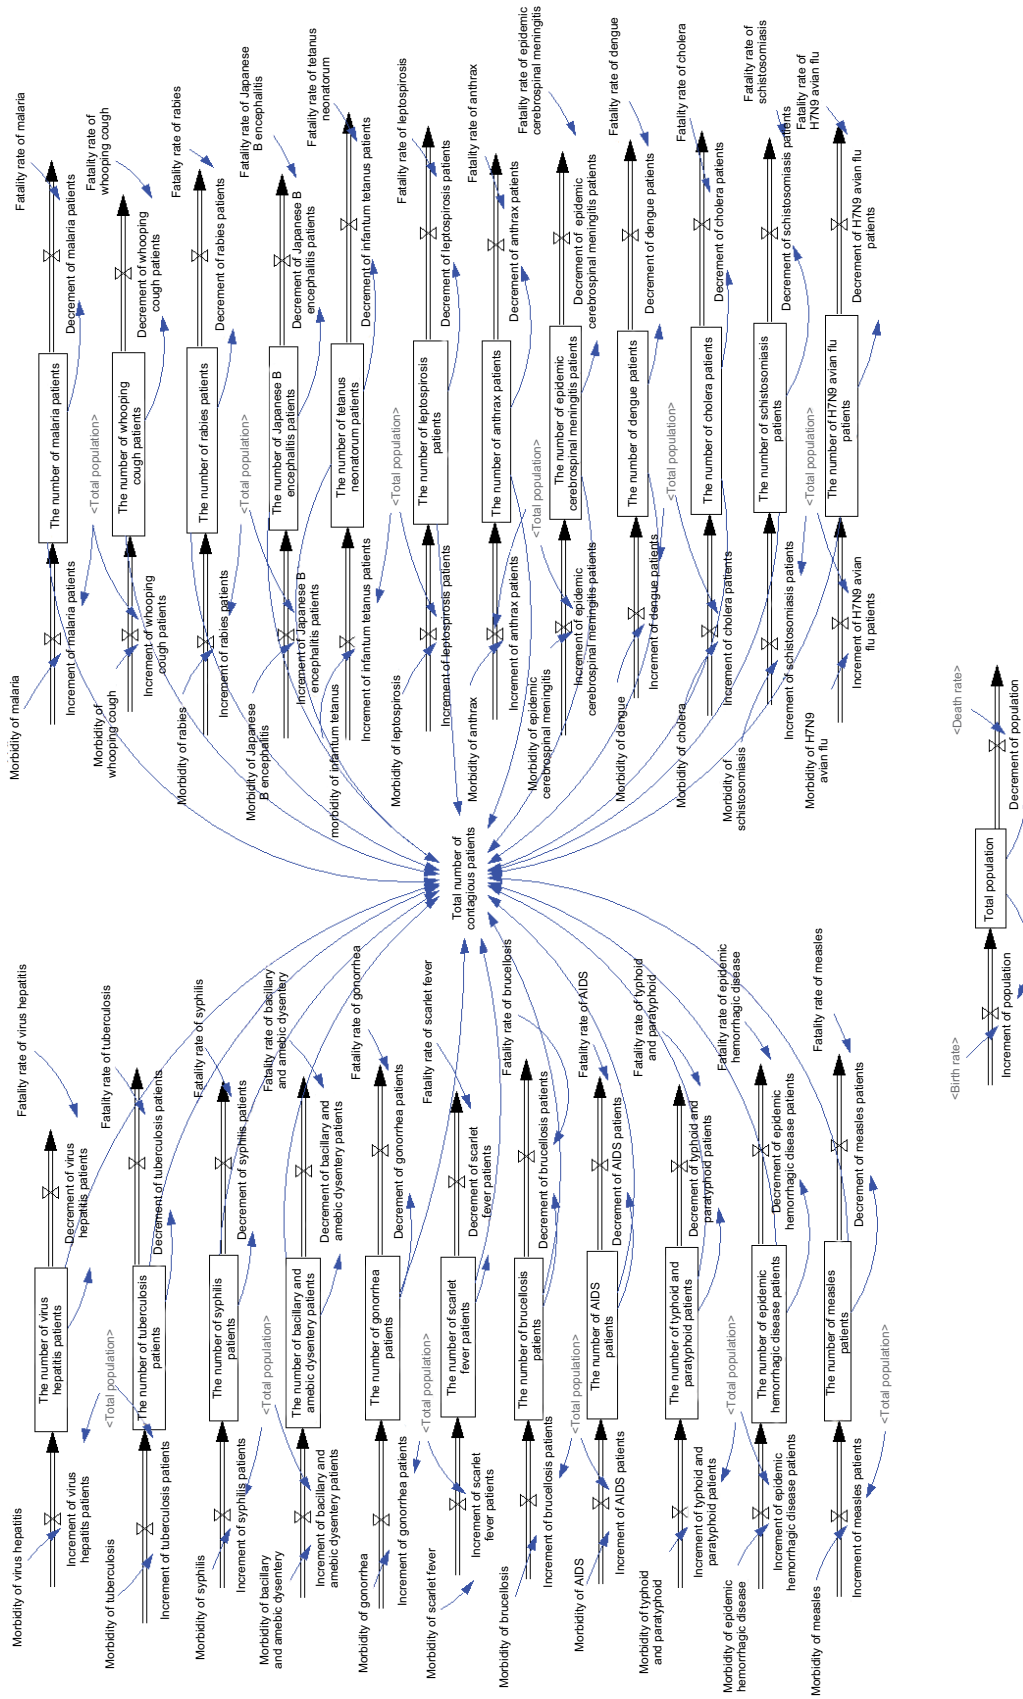 Morbidity of virus hepatitis
Increment of virus
hepatitis patients
The number of virus
hepatitis patients
Decrement of virus
hepatitis patients
Fatality rate of virus hepatitis
<Total population>
Morbidity of tuberculosis
Increment of tuberculosis patients
The number of tuberculosis
patients
Decrement of tuberculosis patients
Fatality rate of tuberculosis
Morbidity of syphilis
Increment of syphilis patients
The number of syphilis
patients
Decrement of syphilis patients
Fatality rate of syphilis
<Total population>
Morbidity of bacillary
and amebic dysentery
Increment of bacillary and
amebic dysentery patients
The number of bacillary and
amebic dysentery patients
Decrement of bacillary and
amebic dysentery patients
Fatality rate of bacillary
and amebic dysentery
Morbidity of gonorrhea
Increment of gonorrhea patients
The number of gonorrhea
patients
Decrement of gonorrhea patients
Fatality rate of gonorrhea
<Total population>
Morbidity of scarlet fever
Increment of scarlet
fever patients
The number of scarlet
fever patients
Decrement of scarlet
fever patients
Fatality rate of scarlet fever
Morbidity of brucellosis
Increment of brucellosis patients
The number of brucellosis
patients
Decrement of brucellosis patients
Fatality rate of brucellosis
<Total population>
Morbidity of AIDS
Increment of AIDS patients
The number of AIDS
patients
Decrement of AIDS patients
Fatality rate of AIDS
Morbidity of typhoid
and paratyphoid
Increment of typhoid and
paratyphoid patients
The number of typhoid and
paratyphoid patients
Decrement of typhoid and
paratyphoid patients
Fatality rate of typhoid
and paratyphoid
<Total population>
Morbidity of epidemic
hemorrhagic disease
Increment of epidemic
hemorrhagic disease patients
The number of epidemic
hemorrhagic disease patients
Decrement of epidemic
hemorrhagic disease patients
Fatality rate of epidemic
hemorrhagic disease
Morbidity of measles
Increment of measles patients
The number of measles
patients
Decrement of measles patients
Fatality rate of measles
<Total population>
Total number of
contagious patients
Morbidity of malaria
Increment of malaria patients
The number of malaria patients
Decrement of malaria patients
Fatality rate of malaria
<Total population>
Morbidity of
whooping cough
Increment of whooping
cough patients
The number of whooping
cough patients
Decrement of whooping
cough patients
Fatality rate of
whooping cough
Morbidity of rabies
Increment of rabies patients
The number of rabies patients
Decrement of rabies patients
Fatality rate of rabies
<Total population>
Morbidity of Japanese
B encephalitis
Increment of Japanese B
encephalitis patients
The number of Japanese B
encephalitis patients
Decrement of Japanese B
encephalitis patients
Fatality rate of Japanese
B encephalitis
morbidity of infantum tetanus
Increment of infantum tetanus patients
The number of tetanus
neonatorum patients
Decrement of infantum tetanus patients
Fatality rate of tetanus
neonatorum
<Total population>
Morbidity of leptospirosis
Increment of leptospirosis patients
The number of leptospirosis
patients
Decrement of leptospirosis patients
Fatality rate of leptospirosis
Morbidity of anthrax
Increment of anthrax patients
The number of anthrax patients
Decrement of anthrax patients
Fatality rate of anthrax
<Total population>
Morbidity of epidemic
cerebrospinal meningitis
Increment of epidemic
cerebrospinal meningitis patients
The number of epidemic
cerebrospinal meningitis patients
Decrement of epidemic
cerebrospinal meningitis patients
Fatality rate of epidemic
cerebrospinal meningitis
Morbidity of dengue
Increment of dengue patients
The number of dengue patients
Decrement of dengue patients
Fatality rate of dengue
<Total population>
Morbidity of cholera
Increment of cholera patients
The number of cholera patients
Decrement of cholera patients
Fatality rate of cholera
Morbidity of
schistosomiasis
Increment of schistosomiasis patients
The number of schistosomiasis
patients
Decrement of schistosomiasis patients
Fatality rate of
schistosomiasis
<Total population>
Morbidity of H7N9
avian flu
Increment of H7N9 avian
flu patients
The number of H7N9 avian flu
patients
Decrement of H7N9 avian flu
patients
Fatality rate of
H7N9 avian flu
<Birth rate>
Increment of population
Total population
Decrement of population
<Death rate>